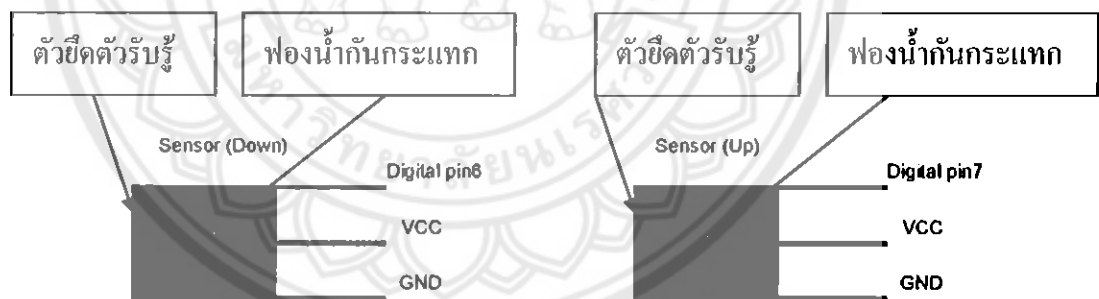 ตัวยึดตัวรับรู้ ฟองน้ำกันกระแทก ตัวยึดตัวรับรู้ ฟองน้ำกันกระแทก
Sensor (Down) Sensor (Up)
Digital pin6 Digital pin7
VCC VCC
GND GND